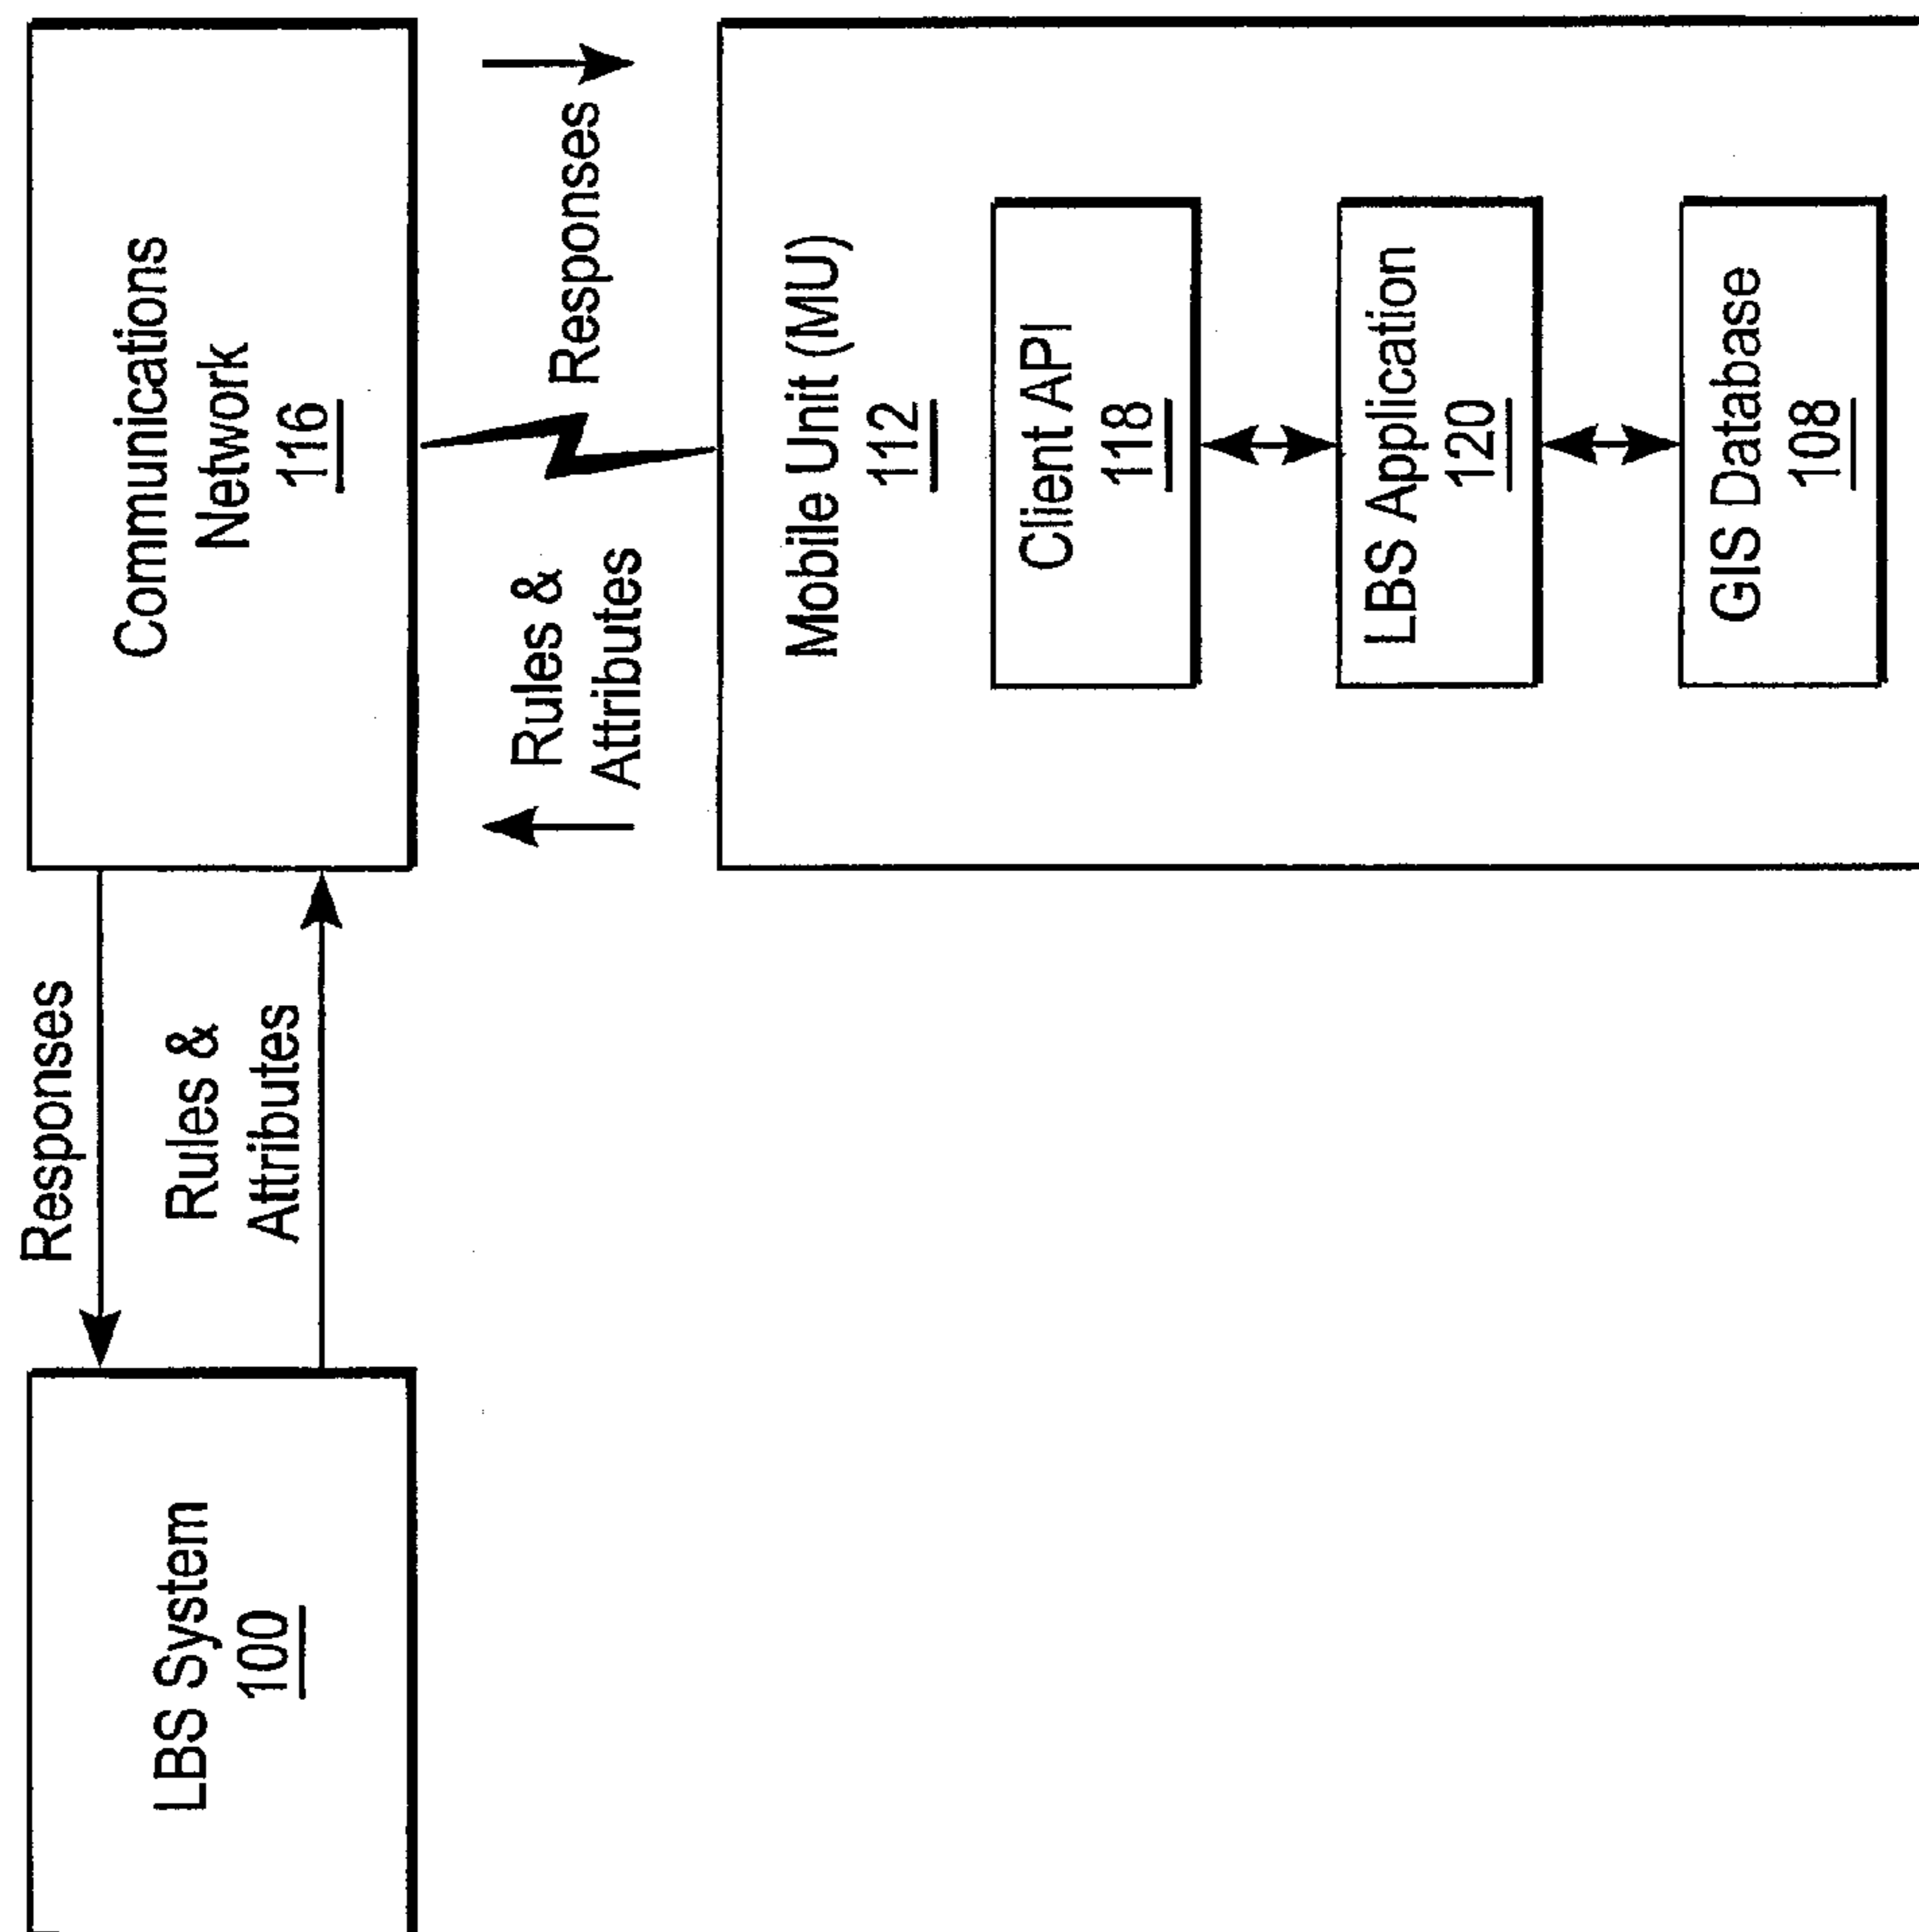 LBS System
100
Responses
Rules &
Attributes
Communications
Network
116
Rules &
Attributes
Responses
Mobile Unit (MU)
112
Client API
118
LBS Application
120
GIS Database
108